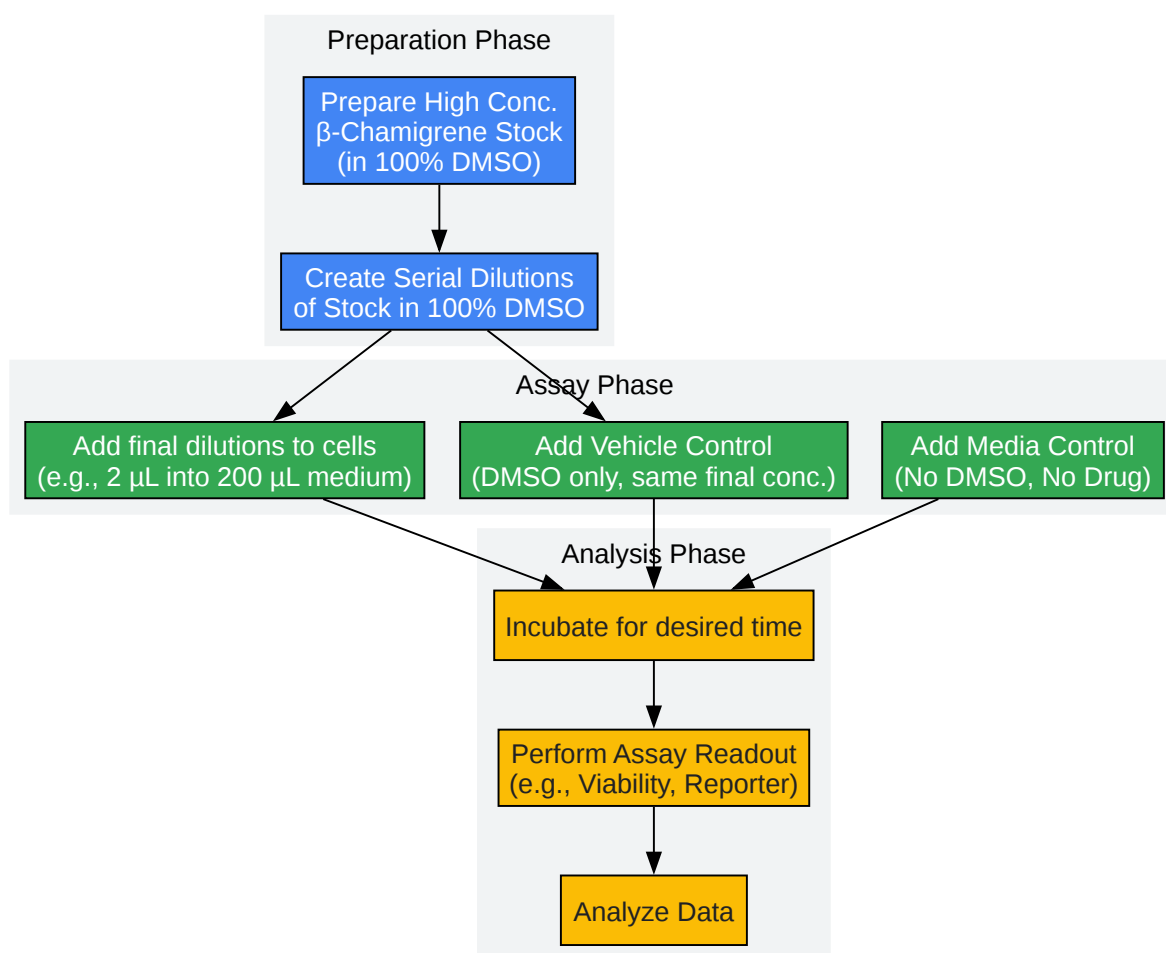 Preparation Phase
Prepare High Conc.
β-Chamigrene Stock
(in 100% DMSO)
Create Serial Dilutions
of Stock in 100% DMSO
Assay Phase
Add final dilutions to cells
(e.g., 2 µL into 200 µL medium)
Add Vehicle Control
(DMSO only, same final conc.)
Add Media Control
(No DMSO, No Drug)
Analysis Phase
Incubate for desired time
Perform Assay Readout
(e.g., Viability, Reporter)
Analyze Data